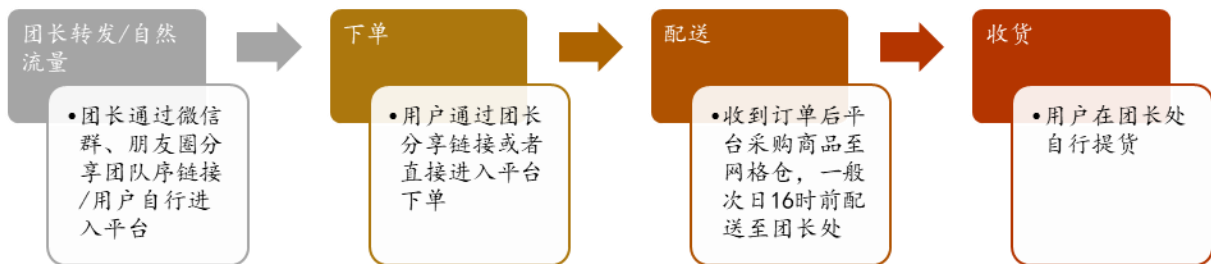 团长转发/自然
流量
•团长通过微信
群、朋友圈分
享团队序链接
/用户自行进
入平台
下单
•用户通过团长
分享链接或者
直接进入平台
下单
配送
•收到订单后平
台采购商品至
网格仓，一般
次日16时前配
送至团长处
收货
•用户在团长处
自行提货